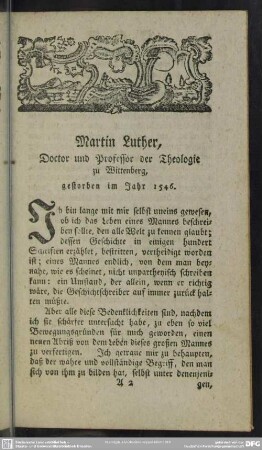 Martin Luther,
Doctor und Professor der Theologie
zu Wittenberg,
gestorben im Jahr 1546.
Ich bin lange mit mir selbst uneins gewesen,
ob ich das Leben eines Mannes beschrei-
ben sollte, den alle Welt zu kennen glaubt;
dessen Geschichte in einigen hundert
Schriften erzählet, bestritten, vertheidigt worden
ist; eines Mannes endlich, von dem man bey-
nahe, wie es scheinet, nicht unpartheyisch schreiben
kann: ein Umstand, der allein, wenn er richtig
wäre, die Geschichtschreiber auf immer zurück hal-
ten müßte.
Aber alle diese Bedenklichkeiten sind, nachdem
ich sie schärfer untersucht habe, zu eben so viel
Bewegungsgründen für mich geworden, einen
neuen Abriß von dem Leben dieses großen Mannes
zu verfertigen. Ich getraue mir zu behaupten,
daß der wahre und vollständige Begriff, den man
sich von ihm zu bilden hat, selbst unter denenjeni-
A 2 gen,
DFG